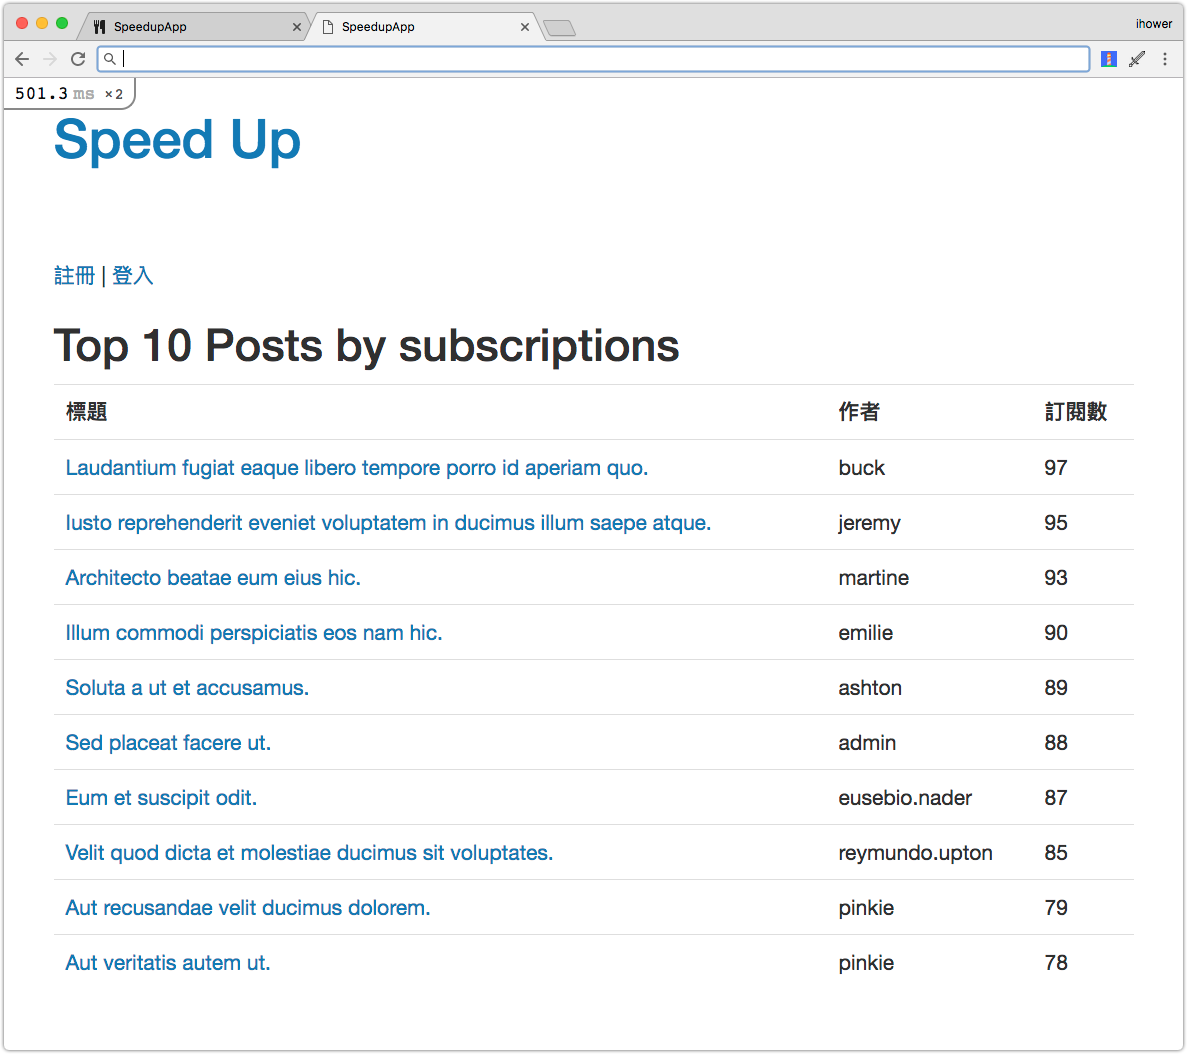 SpeedupApp
SpeedupApp
ihower
501.3 ms ×2
Speed Up
註冊 | 登入
Top 10 Posts by subscriptions
標題 作者 訂閱數
Laudantium fugiat eaque libero tempore porro id aperiam quo. buck 97
Iusto reprehenderit eveniet voluptatem in ducimus illum saepe atque. jeremy 95
Architecto beatae eum eius hic. martine 93
Illum commodi perspiciatis eos nam hic. emilie 90
Soluta a ut et accusamus. ashton 89
Sed placeat facere ut. admin 88
Eum et suscipit odit. eusebio.nader 87
Velit quod dicta et molestiae ducimus sit voluptates. reymundo.upton 85
Aut recusandae velit ducimus dolorem. pinkie 79
Aut veritatis autem ut. pinkie 78